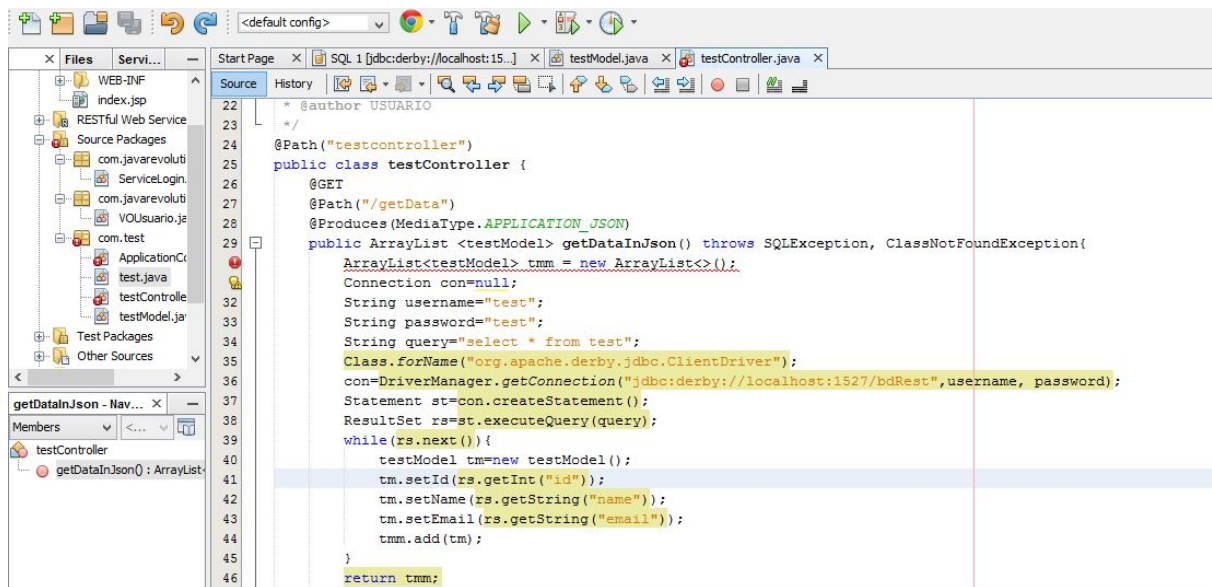 <default config>
Files Servi...
Start Page SQL 1 [jdbc:derby://localhost:15...] testModel.java testController.java
Source History
WEB-INF
index.jsp
RESTful Web Service
Source Packages
com.javarevoluti
ServiceLogin.
com.javarevoluti
VOUsuario.ja
com.test
ApplicationCo
test.java
testControlle
testModel.ja
Test Packages
Other Sources
getDataInJson - Nav...
Members <...
testController
getDataInJson() : ArrayList<
22 * @author USUARIO
23 */
24 @Path("testcontroller")
25 public class testController {
26 @GET
27 @Path("/getData")
28 @Produces(MediaType.APPLICATION_JSON)
29 public ArrayList <testModel> getDataInJson() throws SQLException, ClassNotFoundException{
ArrayList<testModel> tmm = new ArrayList<>();
Connection con=null;
32 String username="test";
33 String password="test";
34 String query="select * from test";
35 Class.forName("org.apache.derby.jdbc.ClientDriver");
36 con=DriverManager.getConnection("jdbc:derby://localhost:1527/bdRest",username, password);
37 Statement st=con.createStatement();
38 ResultSet rs=st.executeQuery(query);
39 while(rs.next()){
40 testModel tm=new testModel();
41 tm.setId(rs.getInt("id"));
42 tm.setName(rs.getString("name"));
43 tm.setEmail(rs.getString("email"));
44 tmm.add(tm);
45 }
46 return tmm;